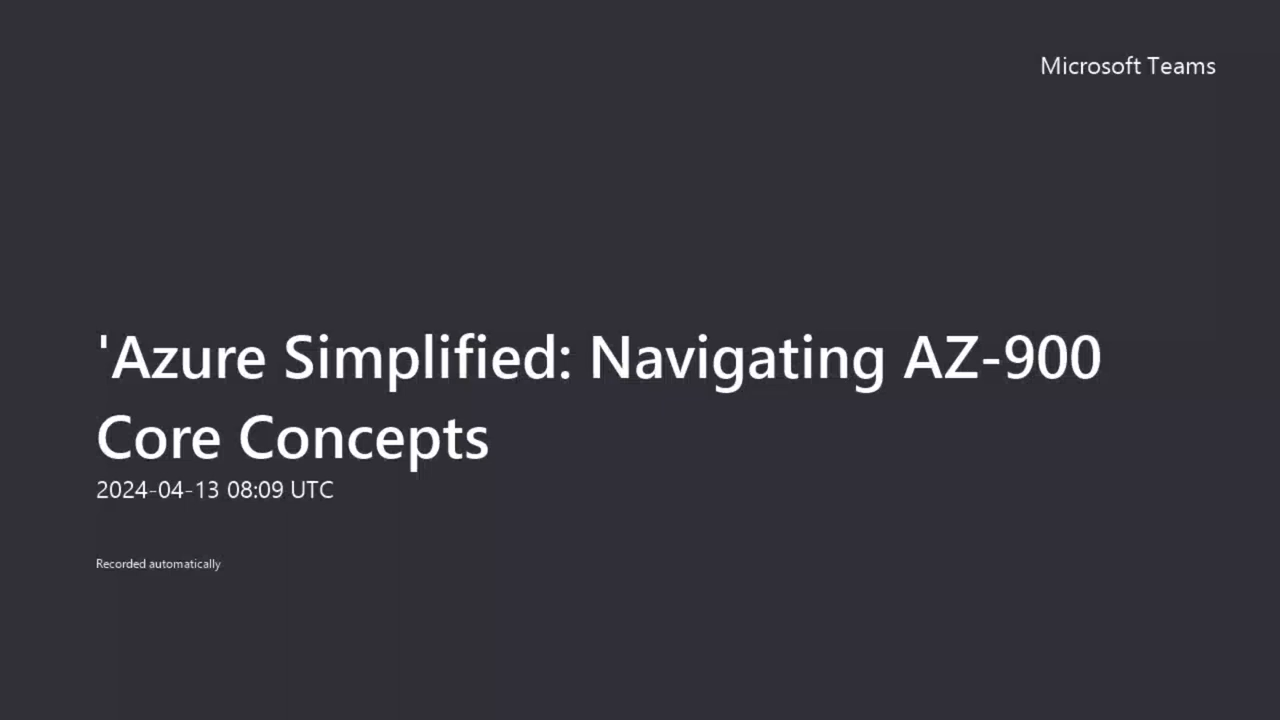 Microsoft Teams
'Azure Simplified: Navigating AZ-900
Core Concepts
2024-04-13 08:09 UTC
Recorded automatically